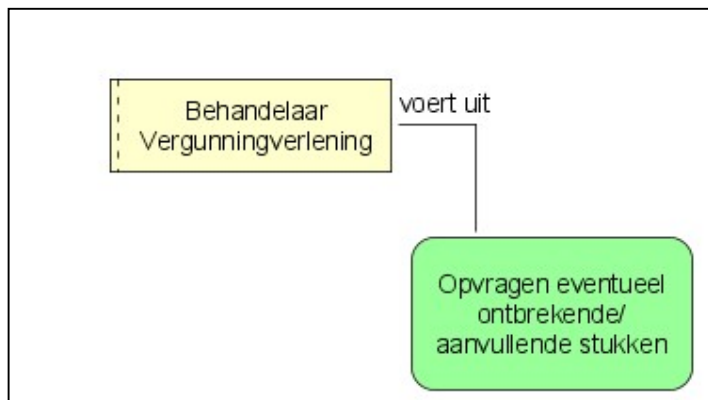 Behandelaar
Vergunningverlening
voert uit
Opvragen eventueel
ontbrekende/
aanvullende stukken